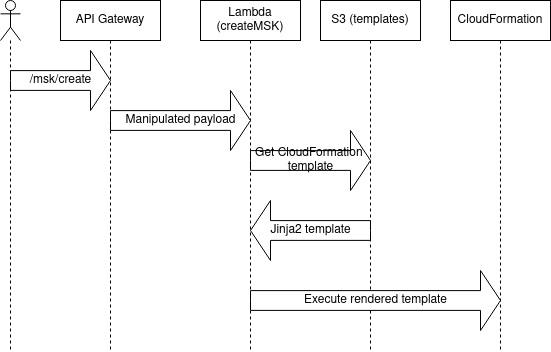 API Gateway
Lambda
(createMSK)
S3 (templates)
CloudFormation
/msk/create
Manipulated payload
Get CloudFormation
template
Jinja2 template
Execute rendered template